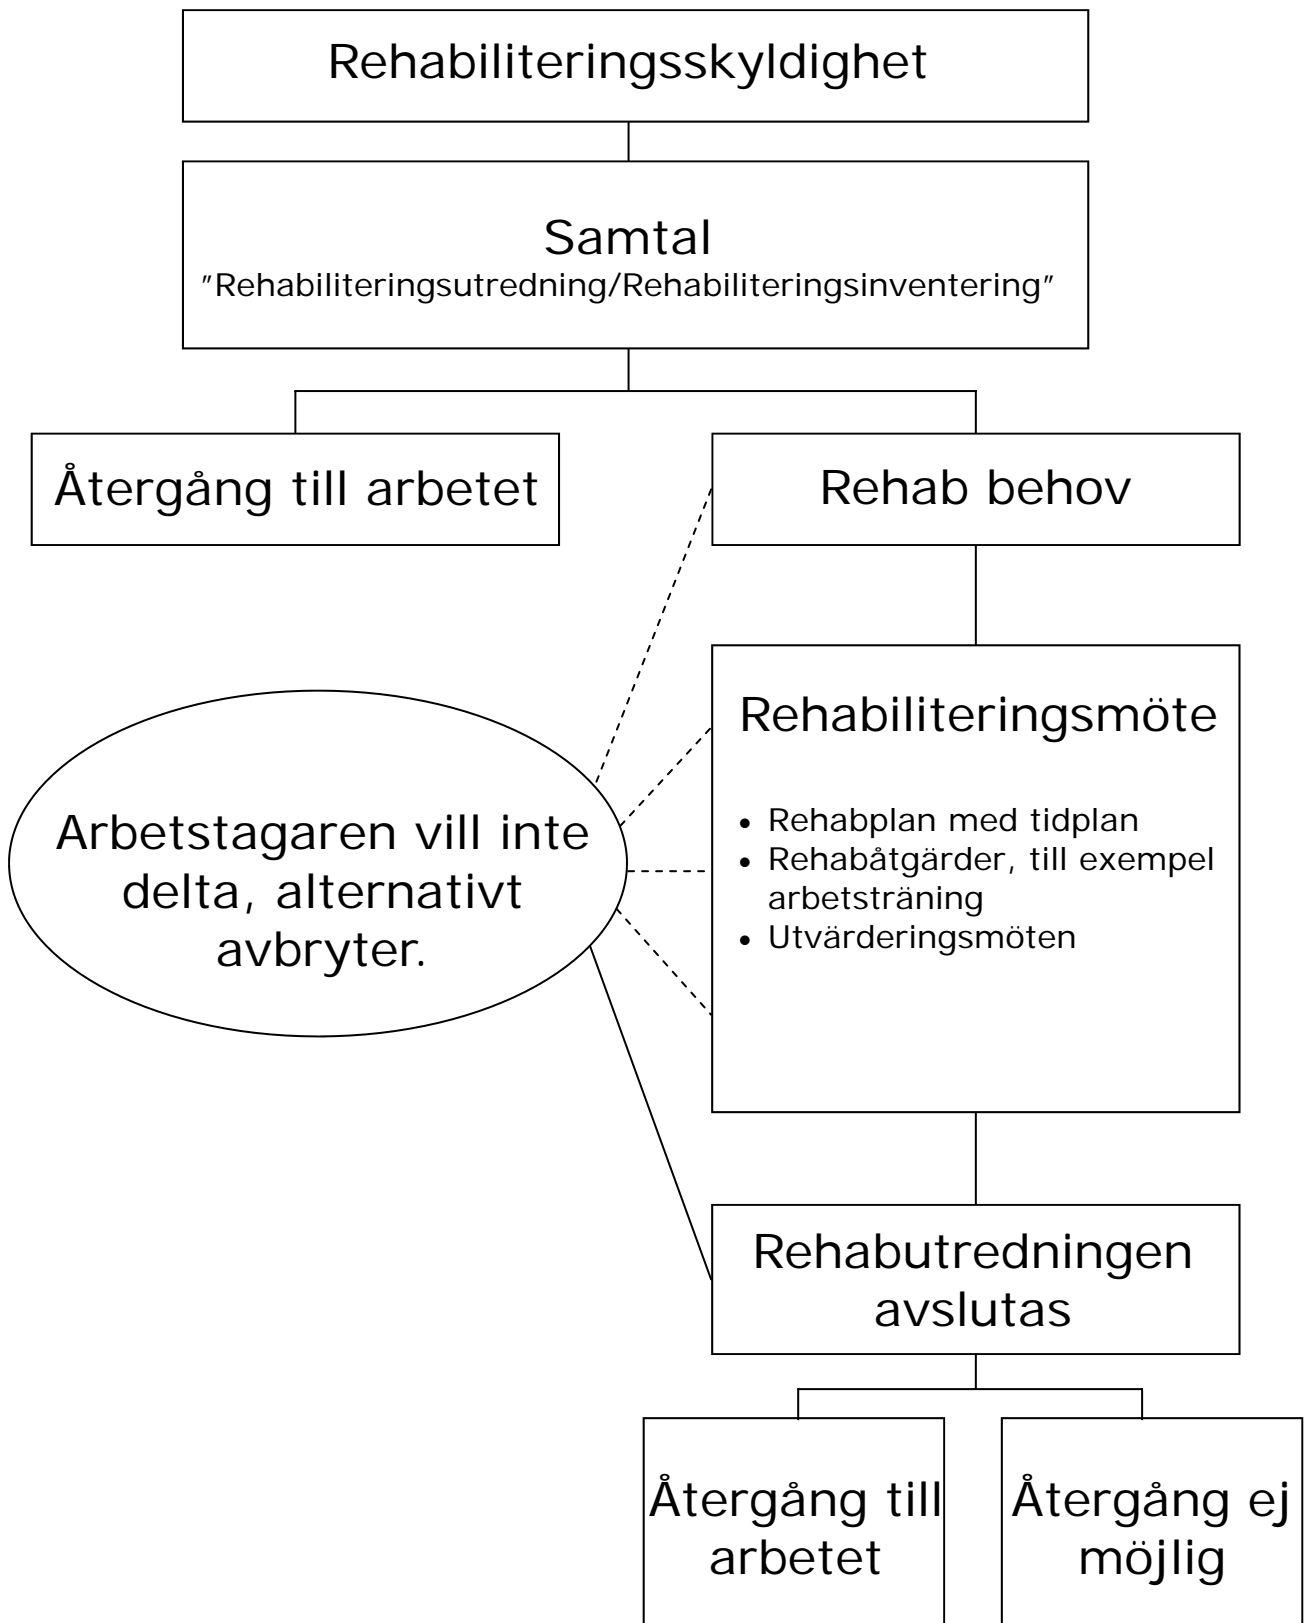 Rehabiliteringsskyldighet
Samtal
"Rehabiliteringsutredning/Rehabiliteringsinventering"
Återgång till arbetet
Rehab behov
Rehabiliteringsmöte
• Rehabplan med tidplan
• Rehabåtgärder, till exempel
arbetsträning
• Utvärderingsmöten
Arbetstagaren vill inte
delta, alternativt
avbryter.
Rehabutredningen
avslutas
Återgång till
arbetet
Återgång ej
möjlig